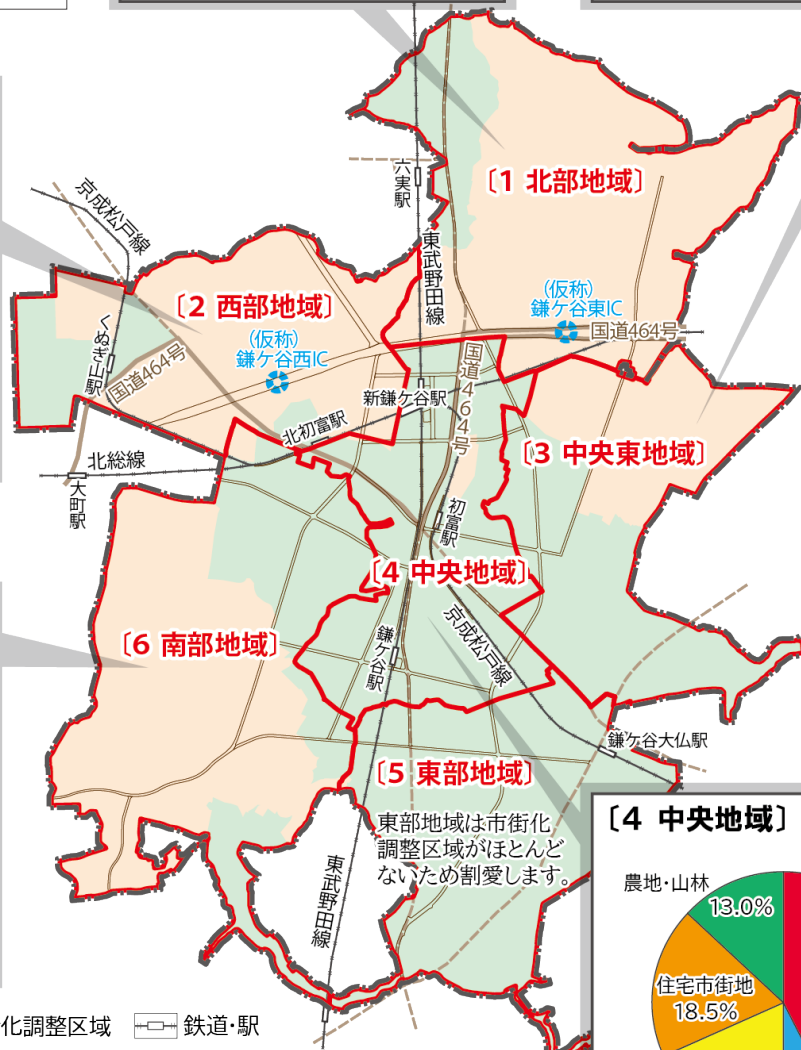 〔1 北部地域〕
六実駅
京成松戸線
東武野田線
〔2 西部地域〕
(仮称)
鎌ケ谷東IC
国道464号
くぬぎ山駅
国道464号
(仮称)
鎌ケ谷西IC
国道464号
新鎌ケ谷駅
北初富駅
北総線
大町駅
〔3 中央東地域〕
初富駅
〔4 中央地域〕
京成松戸線
〔6 南部地域〕
鎌ケ谷駅
鎌ケ谷大仏駅
〔5 東部地域〕
東部地域は市街化
調整区域がほとんど
ないため割愛します。
東武野田線
〔4 中央地域〕
農地・山林
13.0%
住宅市街地
18.5%
化調整区域
鉄道・駅